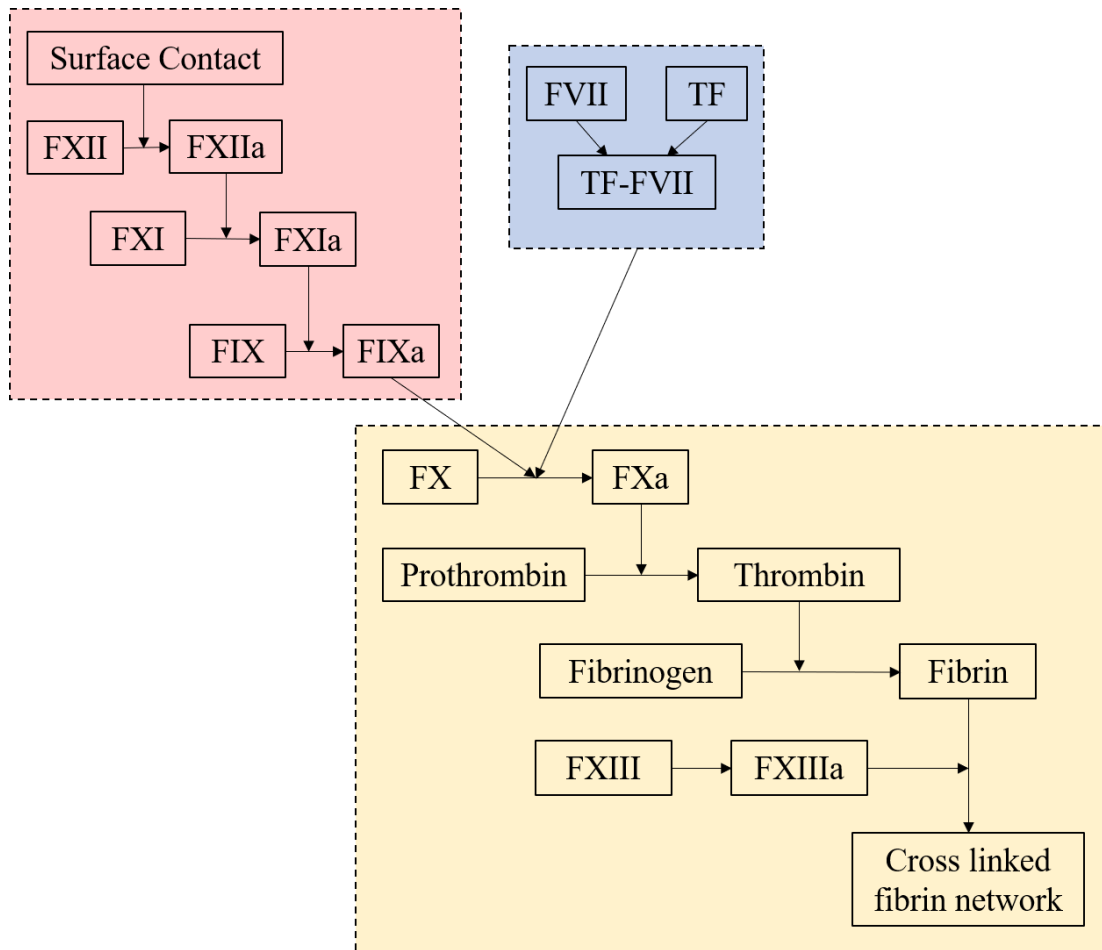 Surface Contact
FXII
FXIIa
FXI
FXIa
FIX
FIXa
FVII
TF
TF-FVII
FX
FXa
Prothrombin
Thrombin
Fibrinogen
Fibrin
FXIII
FXIIIa
Cross linked
fibrin network